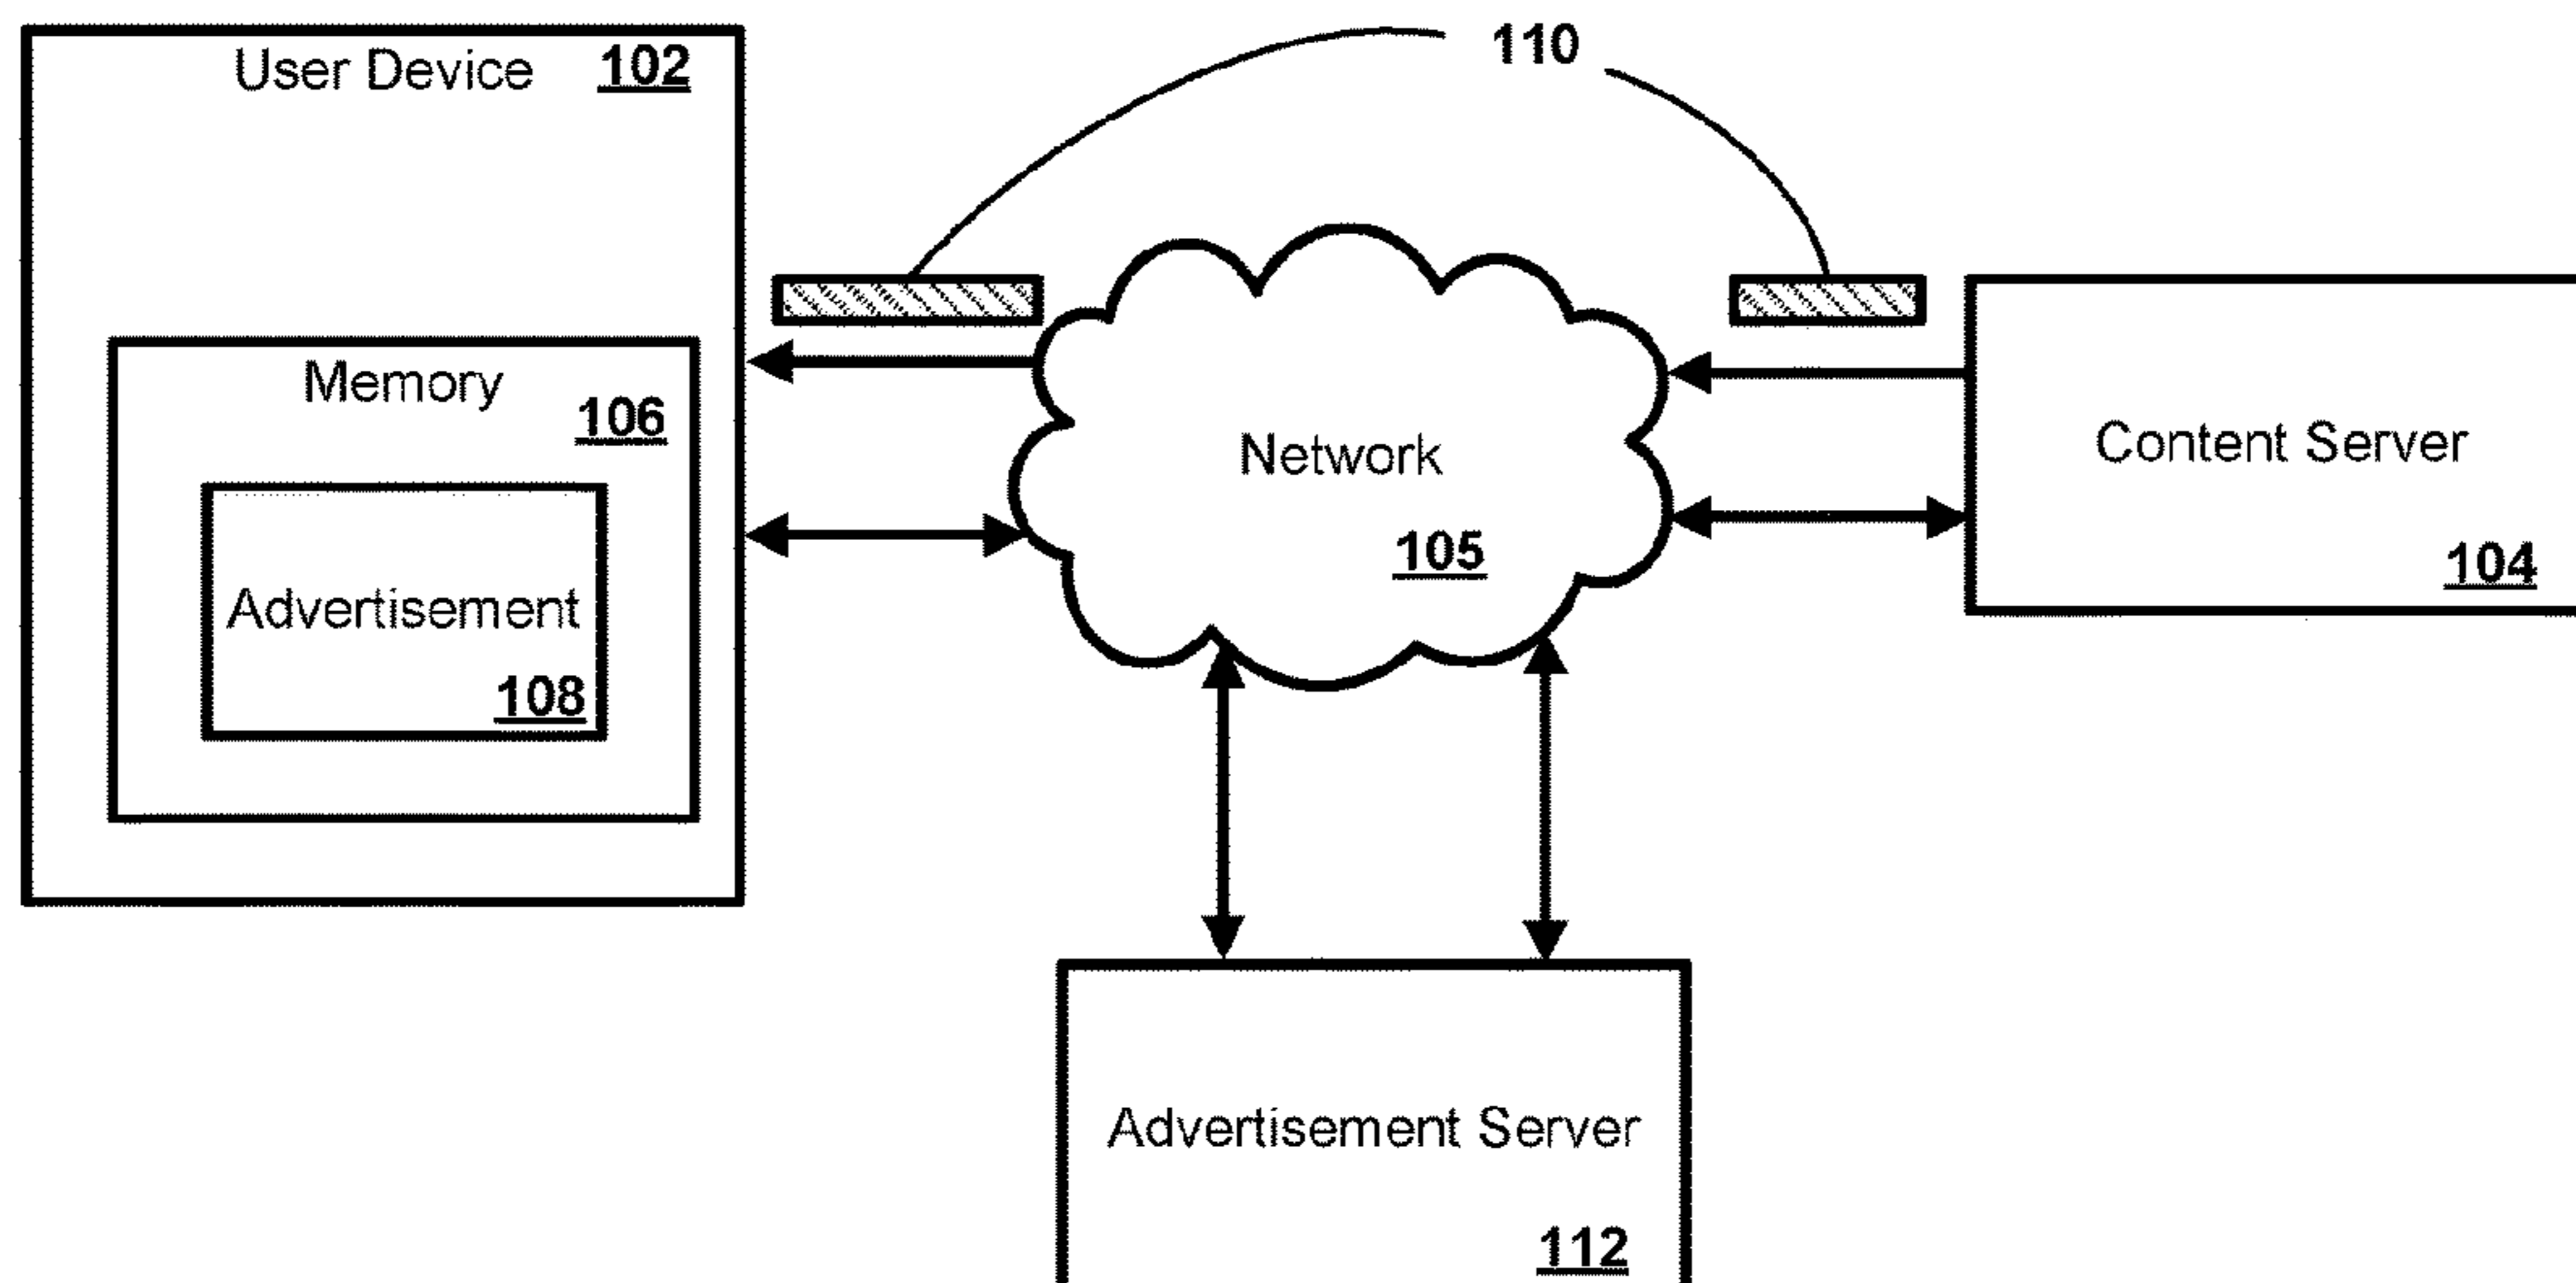 User Device 102
110
Memory
106
Advertisement
108
Network
105
Content Server
104
Advertisement Server
112